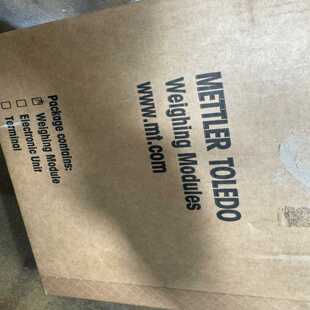 METTLER TOLEDO
Weighing Modules
www.mt.com
Package contains:
Weighing Module
Electronic Unit
Terminal